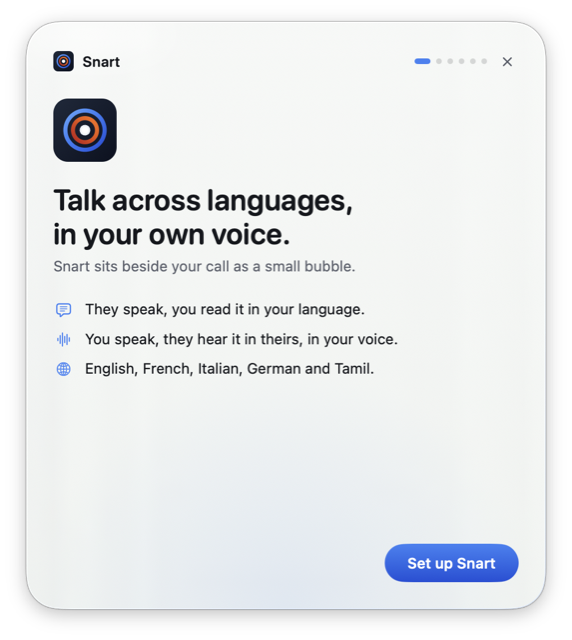 Snart
Talk across languages,
in your own voice.
Snart sits beside your call as a small bubble.
They speak, you read it in your language.
You speak, they hear it in theirs, in your voice.
English, French, Italian, German and Tamil.
Set up Snart